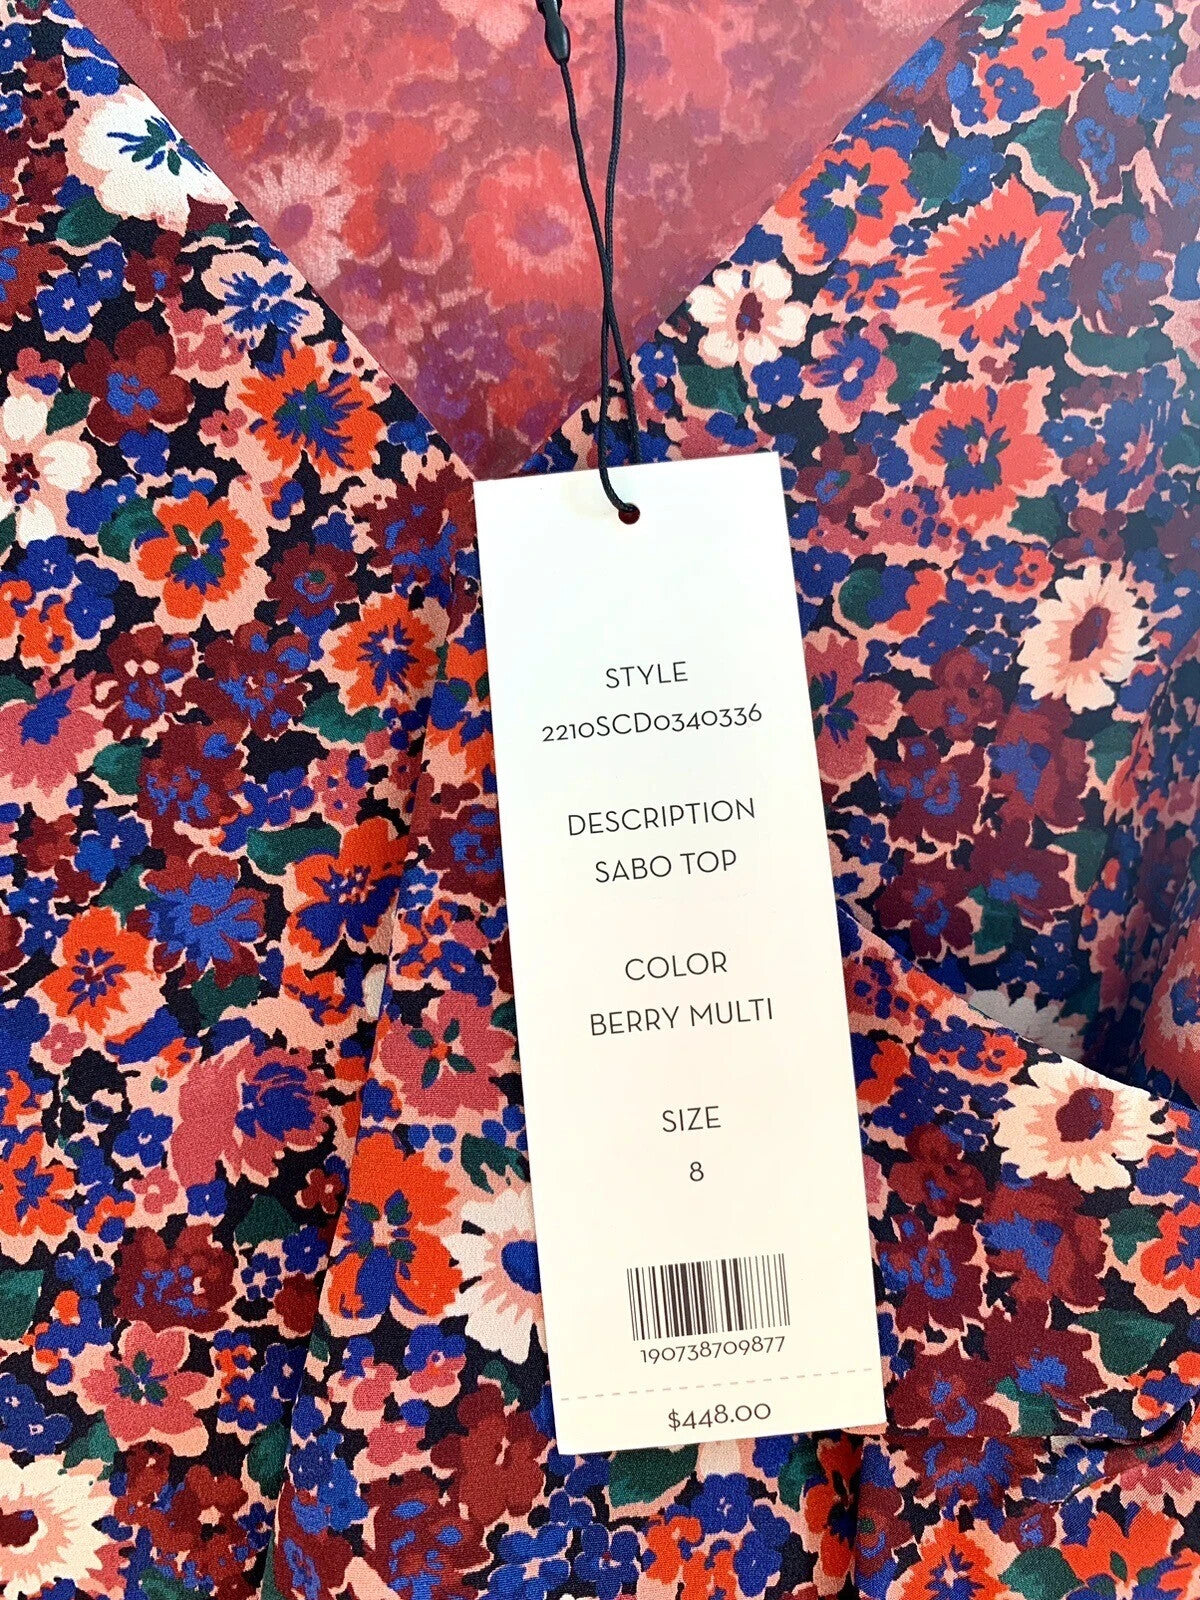 STYLE
2210SCD0340336
DESCRIPTION
SABO TOP
COLOR
BERRY MULTI
SIZE
8
190738709877
$448.00